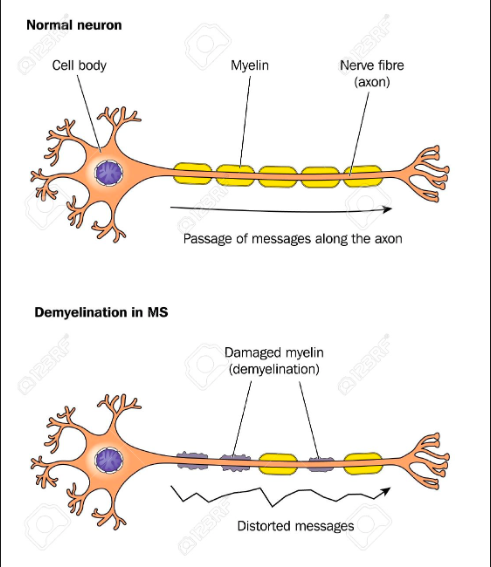 Normal neuron
Cell body
Myelin
Nerve fibre
(axon)
Passage of messages along the axon
Demyelination in MS
Damaged myelin
(demyelination)
Distorted messages